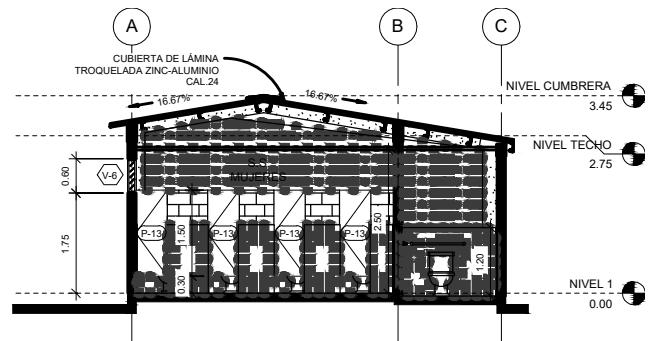 A
B
C
CUBIERTA DE LÁMINA
TROQUELADA ZINC-ALUMINIO
CAL.24
16.67%
16.67%
NIVEL CUMBRERA
3.45
NIVEL TECHO
2.75
S.S
MUJERES
0.60
V-6
1.75
P-13
P-13
P-13
P-13
1.50
2.50
0.30
1.20
NIVEL 1
0.00